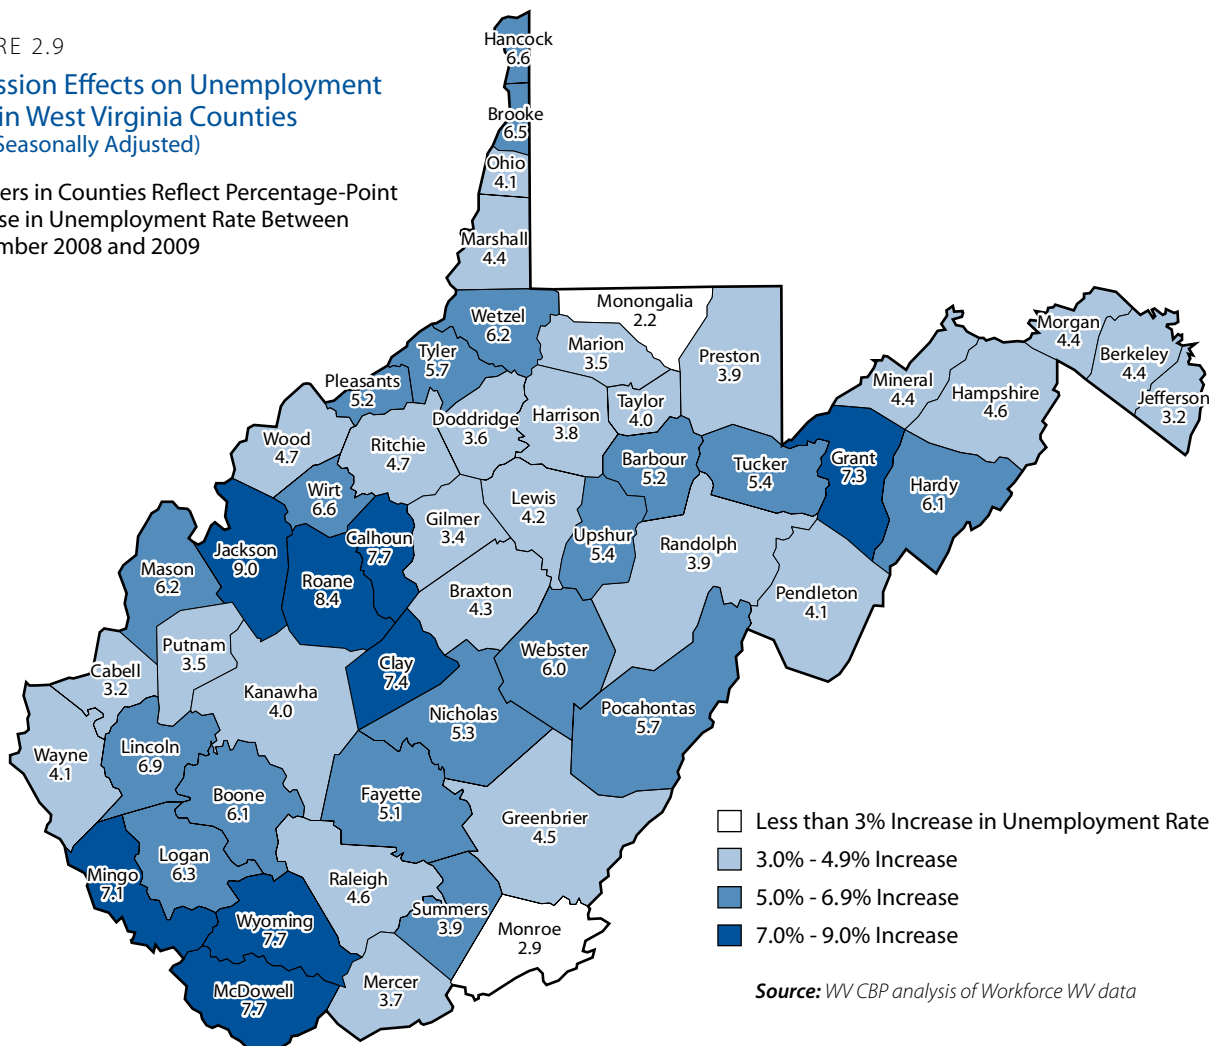 RE 2.9
ssion Effects on Unemployment
in West Virginia Counties
Seasonally Adjusted)
ers in Counties Reflect Percentage-Point
se in Unemployment Rate Between
mber 2008 and 2009
Hancock
6.6
Brooke
6.5
Ohio
4.1
Marshall
4.4
Wetzel
6.2
Monongalia
2.2
Marion
3.5
Preston
3.9
Tyler
5.7
Pleasants
5.2
Doddridge
3.6
Harrison
3.8
Taylor
4.0
Morgan
4.4
Berkeley
4.4
Jefferson
3.2
Mineral
4.4
Hampshire
4.6
Wood
4.7
Ritchie
4.7
Barbour
5.2
Tucker
5.4
Grant
7.3
Hardy
6.1
Wirt
6.6
Gilmer
3.4
Lewis
4.2
Upshur
5.4
Randolph
3.9
Pendleton
4.1
Jackson
9.0
Calhoun
7.7
Roane
8.4
Mason
6.2
Braxton
4.3
Putnam
3.5
Cabell
3.2
Clay
7.4
Webster
6.0
Kanawha
4.0
Nicholas
5.3
Pocahontas
5.7
Wayne
4.1
Lincoln
6.9
Boone
6.1
Fayette
5.1
Greenbrier
4.5
Mingo
7.1
Logan
6.3
Raleigh
4.6
Summers
3.9
Wyoming
7.7
Monroe
2.9
McDowell
7.7
Mercer
3.7
Less than 3% Increase in Unemployment Rate
3.0% - 4.9% Increase
5.0% - 6.9% Increase
7.0% - 9.0% Increase
Source: WV CBP analysis of Workforce WV data